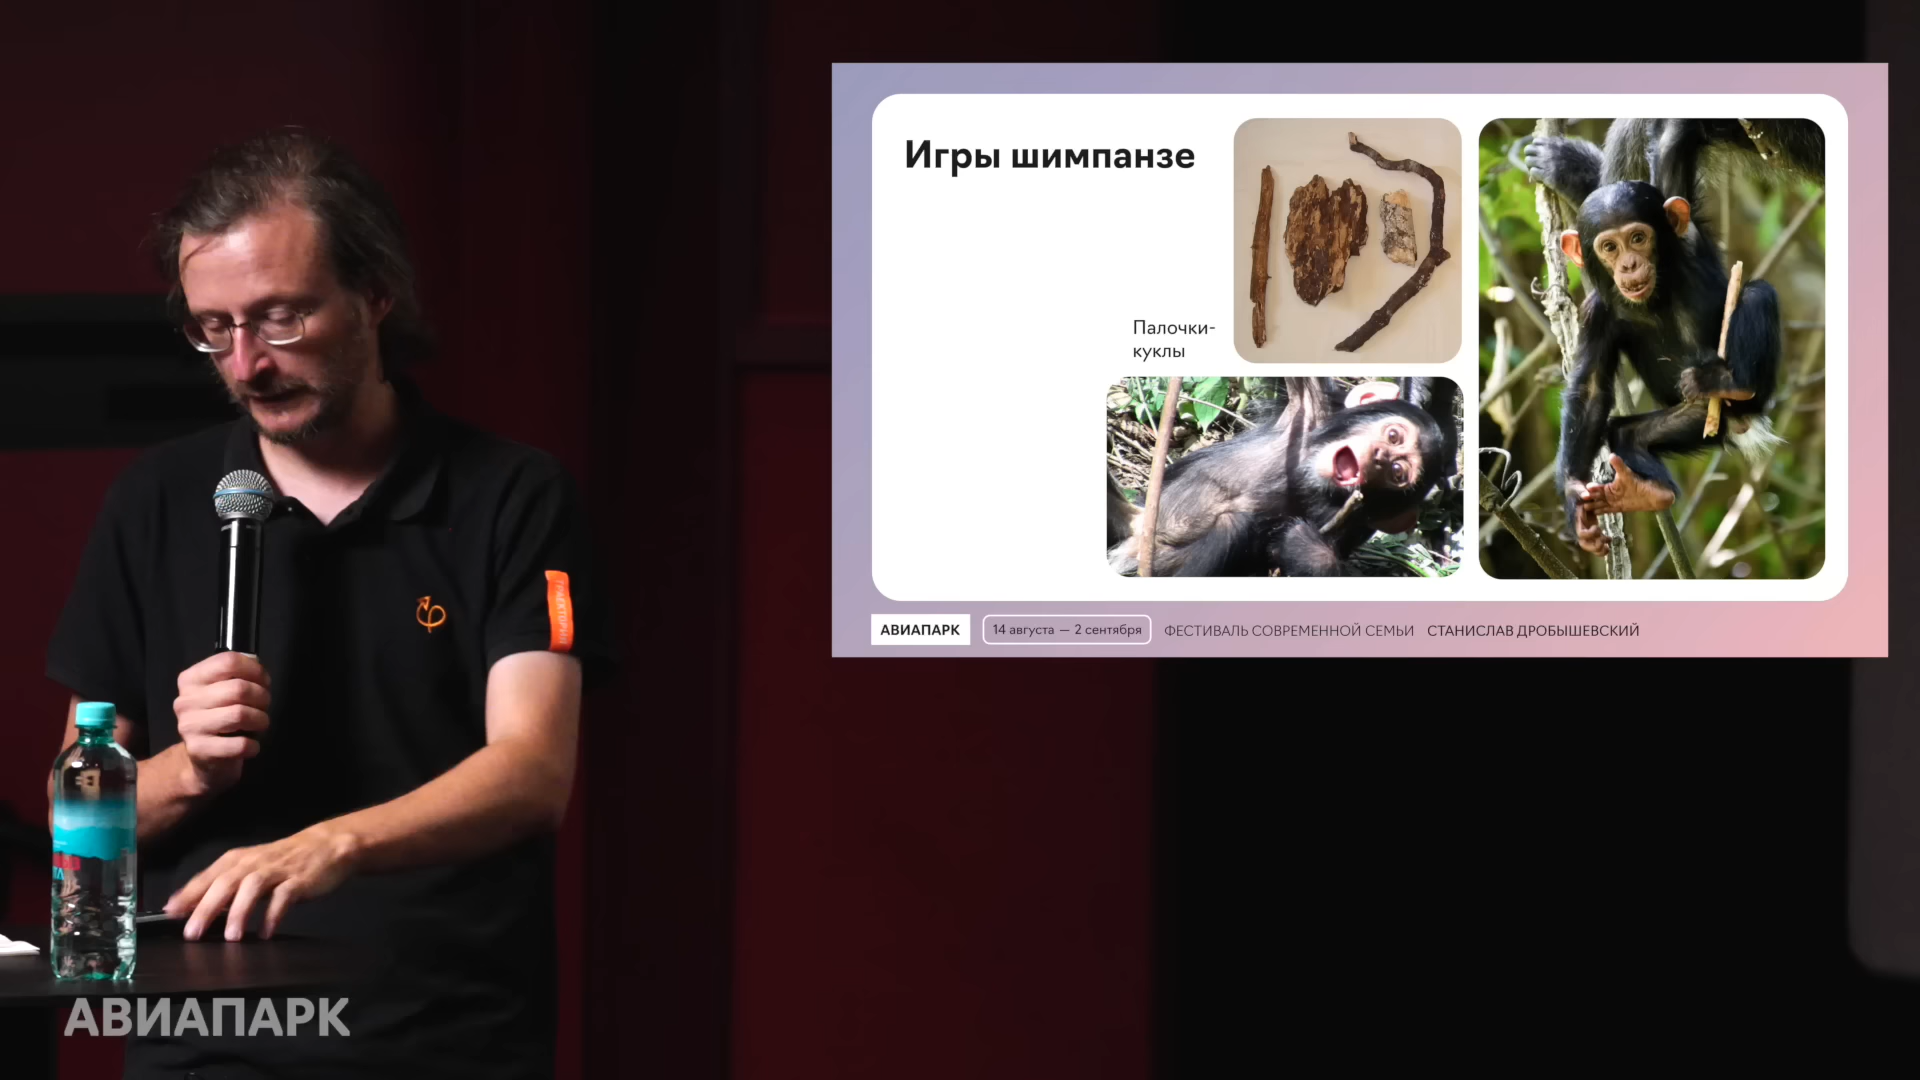 Игры шимпанзе
Палочки-
куклы
АВИАПАРК
14 августа — 2 сентября
ФЕСТИВАЛЬ СОВРЕМЕННОЙ СЕМЬИ
СТАНИСЛАВ ДРОБЫШЕВСКИЙ
АВИАПАРК